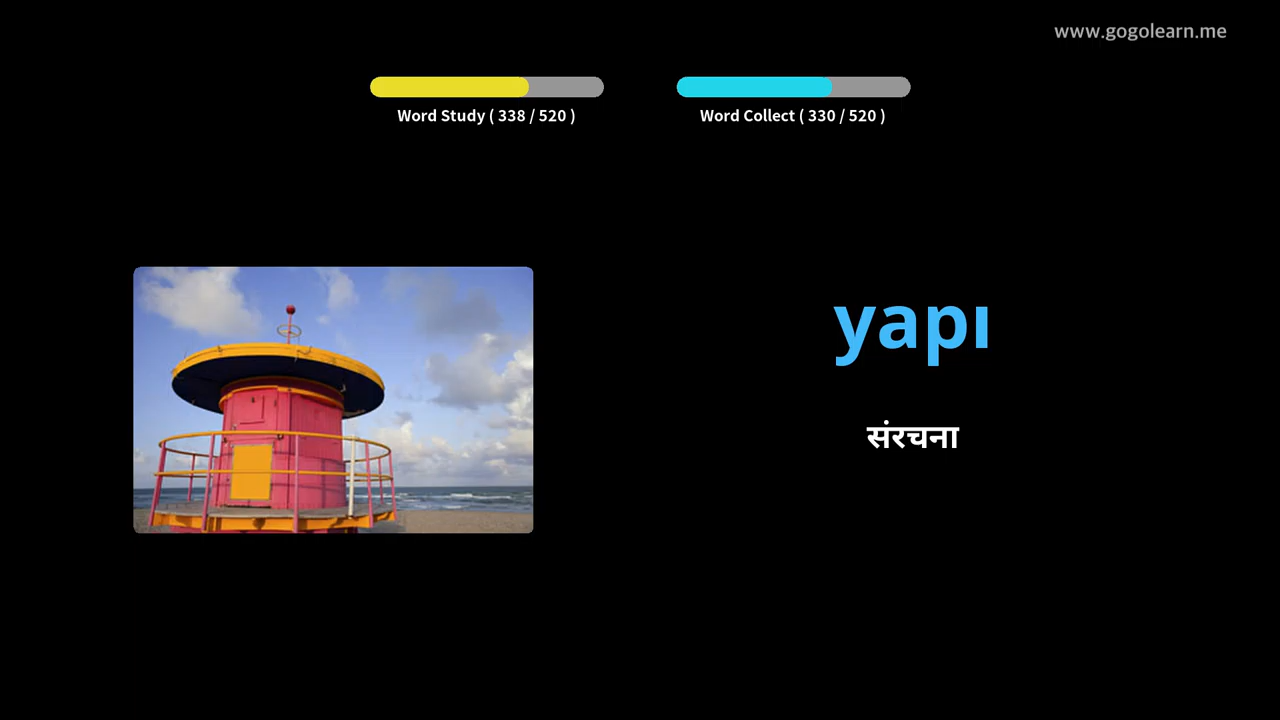 www.gogolearn.me
Word Study ( 338 / 520 )
Word Collect ( 330 / 520 )
yapı
संरचना